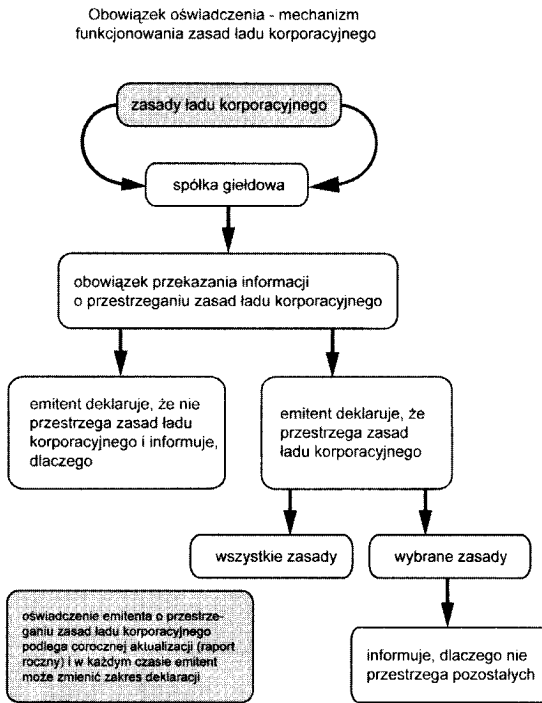 Obowiązek oświadczenia - mechanizm
funkcjonowania zasad ładu korporacyjnego
zasady ładu korporacyjnego
spółka giełdowa
obowiązek przekazania informacji
o przestrzeganiu zasad ładu korporacyjnego
emitent deklaruje, że nie
przestrzega zasad ładu
korporacyjnego i informuje,
dlaczego
emitent deklaruje, że
przestrzega zasad
ładu korporacyjnego
wszystkie zasady
wybrane zasady
oświadczenie emitenta o przestrze-
ganiu zasad ładu korporacyjnego
podlega corocznej aktualizacji (raport
roczny) i w każdym czasie emitent
może zmienić zakres deklaracji
informuje, dlaczego nie
przestrzega pozostałych